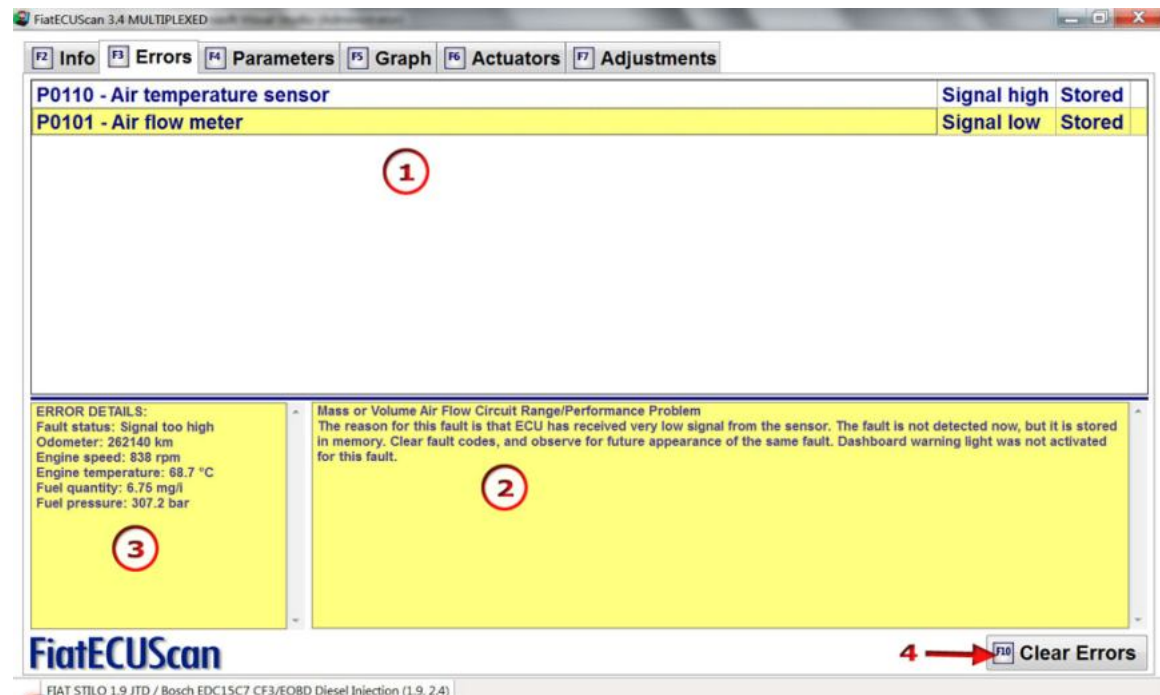 FiatECUScan 3.4 MULTIPLEXED
F2 Info F3 Errors F4 Parameters F5 Graph F6 Actuators F7 Adjustments
P0110 - Air temperature sensor Signal high Stored
P0101 - Air flow meter Signal low Stored
1
ERROR DETAILS:
Fault status: Signal too high
Odometer: 262140 km
Engine speed: 838 rpm
Engine temperature: 68.7 °C
Fuel quantity: 6.75 mg/i
Fuel pressure: 307.2 bar
3
Mass or Volume Air Flow Circuit Range/Performance Problem
The reason for this fault is that ECU has received very low signal from the sensor. The fault is not detected now, but it is stored
in memory. Clear fault codes, and observe for future appearance of the same fault. Dashboard warning light was not activated
for this fault.
2
FiatECUScan
4 F10 Clear Errors
FIAT STILO 1.9 JTD / Bosch EDC15C7 CF3/EOBD Diesel Injection (1.9, 2.4)